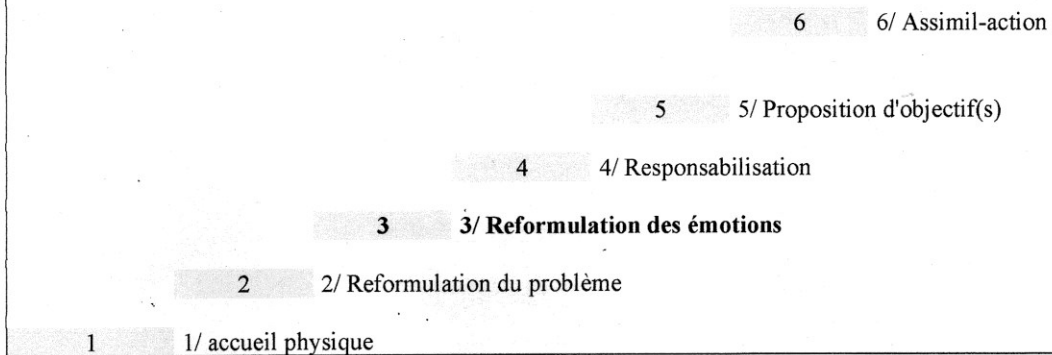 6 6/ Assimil-action
5 5/ Proposition d'objectif(s)
4 4/ Responsabilisation
3 3/ Reformulation des émotions
2 2/ Reformulation du problème
1 1/ accueil physique